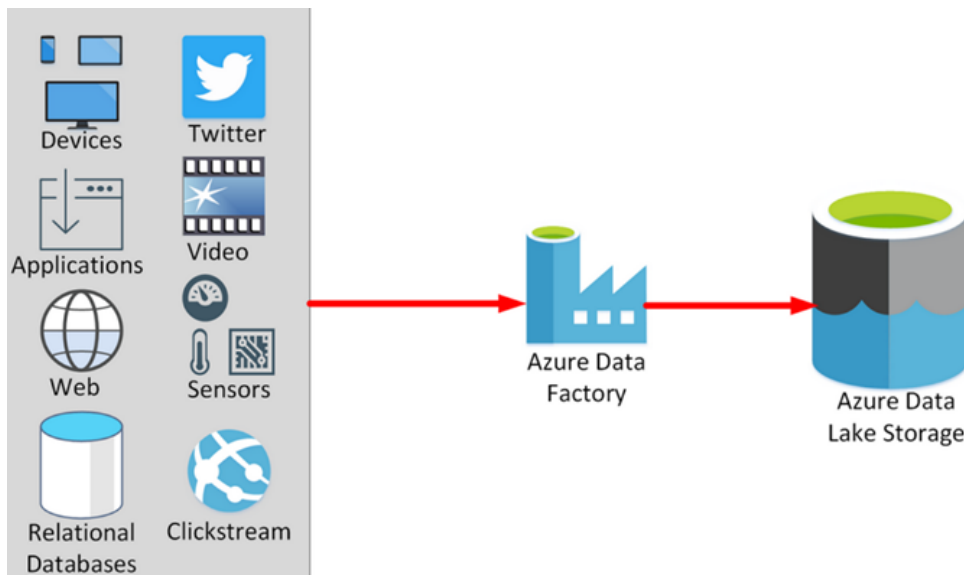 Devices
Twitter
Applications
Video
Web
Sensors
Relational
Databases
Clickstream
Azure Data
Factory
Azure Data
Lake Storage